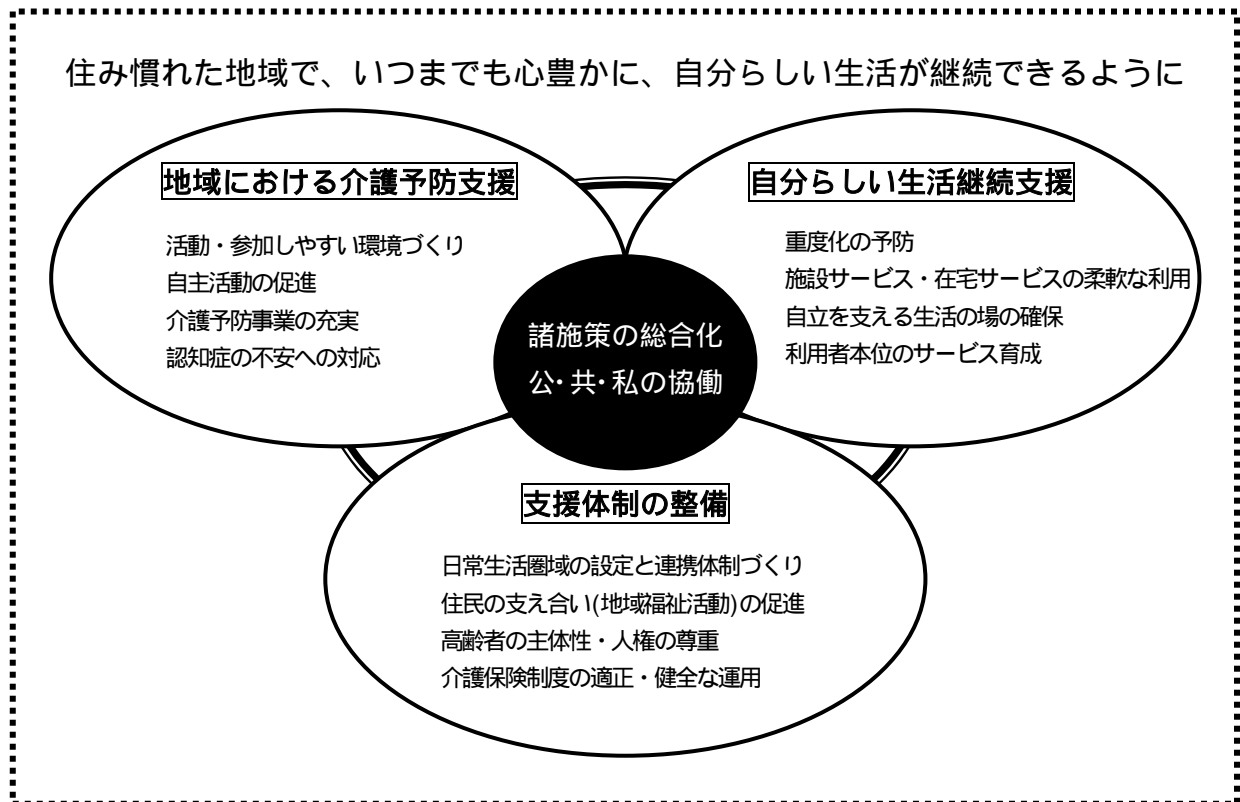 住み慣れた地域で、いつまでも心豊かに、自分らしい生活が継続できるように
地域における介護予防支援
活動・参加しやすい環境づくり
自主活動の促進
介護予防事業の充実
認知症の不安への対応
自分らしい生活継続支援
重度化の予防
施設サービス・在宅サービスの柔軟な利用
自立を支える生活の場の確保
利用者本位のサービス育成
諸施策の総合化
公・共・私の協働
支援体制の整備
日常生活圏域の設定と連携体制づくり
住民の支え合い(地域福祉活動)の促進
高齢者の主体性・人権の尊重
介護保険制度の適正・健全な運用